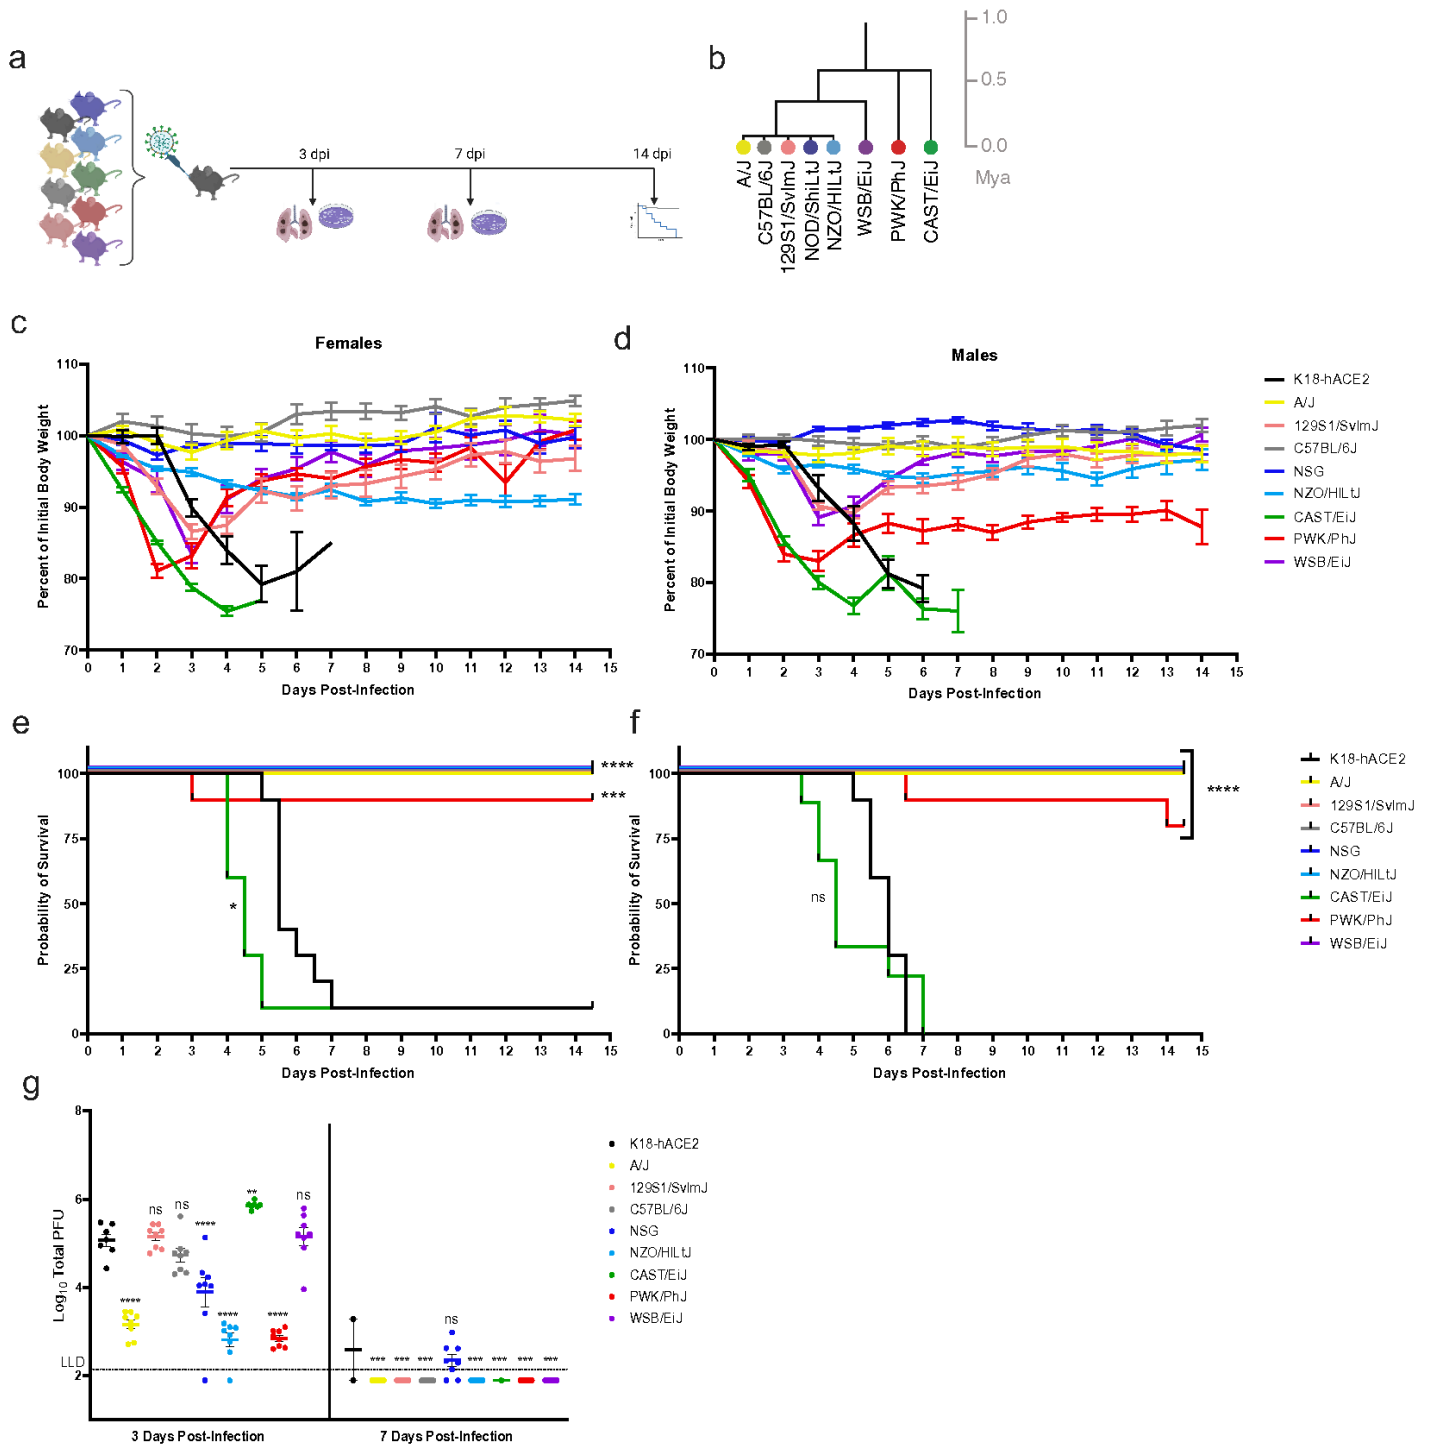 a
3 dpi
7 dpi
14 dpi
b
1.0
0.5
0.0
Mya
A/J
C57BL/6J
129S1/SvImJ
NOD/ShiLtJ
NZO/HILtJ
WSB/EiJ
PWK/PhJ
CAST/EiJ
c
Females
Percent of Initial Body Weight
110
100
90
80
70
0 1 2 3 4 5 6 7 8 9 10 11 12 13 14 15
Days Post-Infection
d
Males
Percent of Initial Body Weight
110
100
90
80
70
0 1 2 3 4 5 6 7 8 9 10 11 12 13 14 15
Days Post-Infection
K18-hACE2
A/J
129S1/SvImJ
C57BL/6J
NSG
NZO/HILtJ
CAST/EiJ
PWK/PhJ
WSB/EiJ
e
Probability of Survival
100
75
50
25
0
****
***
*
0 1 2 3 4 5 6 7 8 9 10 11 12 13 14 15
Days Post-Infection
f
Probability of Survival
100
75
50
25
0
ns
****
0 1 2 3 4 5 6 7 8 9 10 11 12 13 14 15
Days Post-Infection
K18-hACE2
A/J
129S1/SvImJ
C57BL/6J
NSG
NZO/HILtJ
CAST/EiJ
PWK/PhJ
WSB/EiJ
g
Log10 Total PFU
8
6
4
2
LLD
**** ns ns **** **** ** **** ns
*** *** *** ns *** *** *** ***
3 Days Post-Infection
7 Days Post-Infection
K18-hACE2
A/J
129S1/SvImJ
C57BL/6J
NSG
NZO/HILtJ
CAST/EiJ
PWK/PhJ
WSB/EiJ